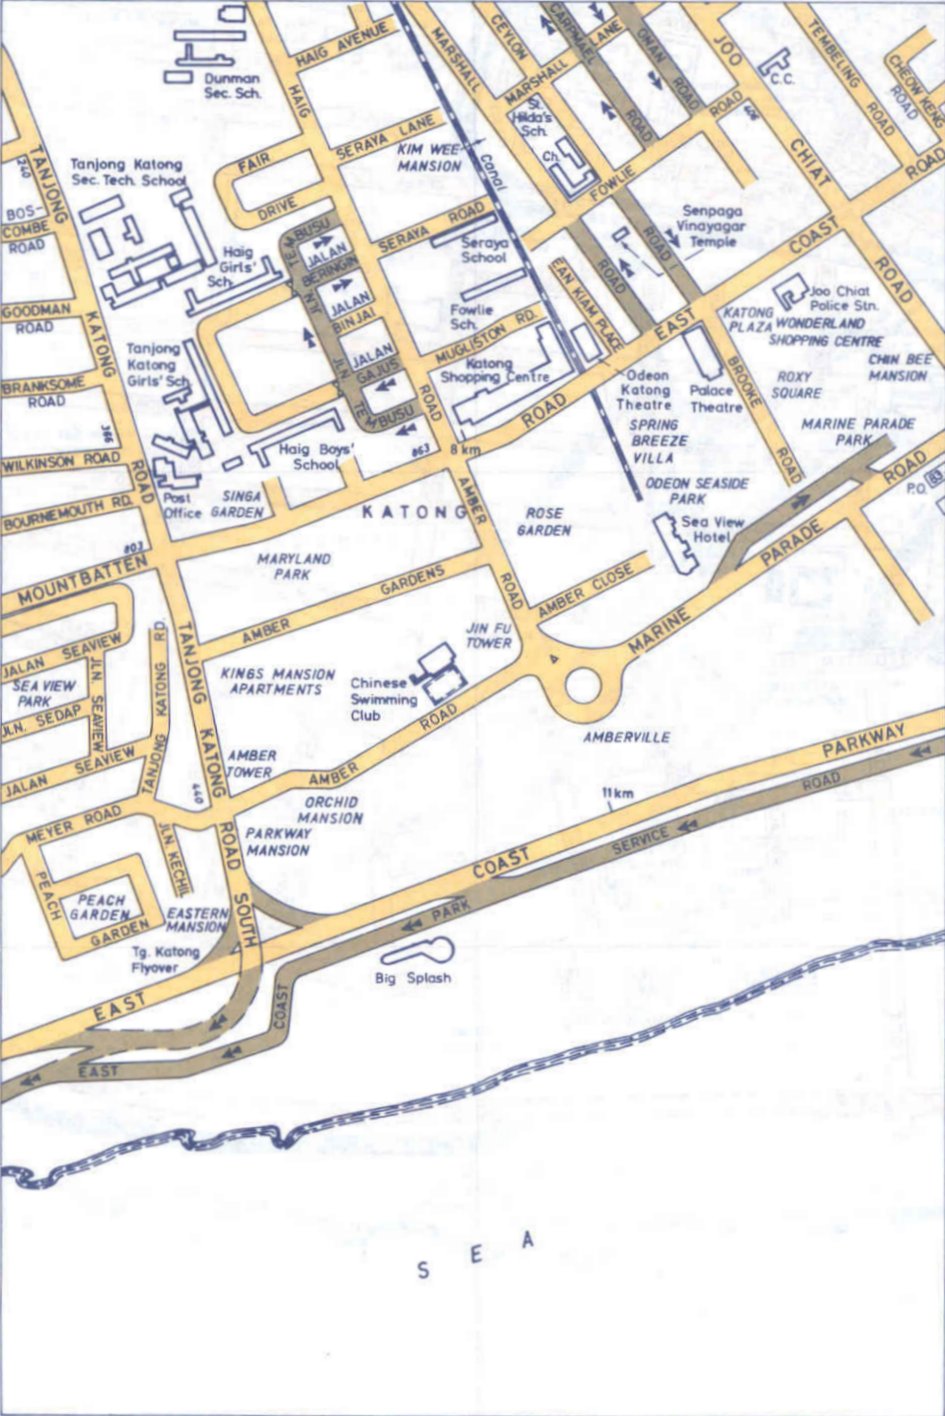 HAIG AVENUE
Dunman
Sec. Sch.
HAIG
MARSHALL
CEYLON
CARPMAEL
LANE
ONAN
ROAD
JOO
C.C.
TEMBELING
ROAD
CHEOW KENG
ROAD
MARSHALL
ROAD
406
TANJONG
240
Tanjong Katong
Sec. Tech. School
FAIR
DRIVE
SERAYA LANE
KIM WEE
MANSION
Canal
St.
Hilda's
Sch.
Ch.
ROAD
FOWLIE
ROAD
CHIAT
ROAD
BOS-
COMBE
ROAD
Haig
Girls'
Sch.
TEMBUSU
JALAN
BERINGIN
JLN
JALAN
BINJAI
SERAYA ROAD
Seraya
School
Senpaga
Vinayagar
Temple
ROAD
ROAD
COAST
ROAD
GOODMAN
ROAD
KATONG
Fowlie
Sch.
MUGLISTON RD.
EAN KIAM PLACE
EAST
KATONG
PLAZA
Joo Chiat
Police Stn.
WONDERLAND
SHOPPING CENTRE
CHIN BEE
MANSION
Tanjong
Katong
Girls' Sch.
JALAN
GAJUS
JLN
TEMBUSU
ROAD
Katong
Shopping Centre
Odeon
Katong
Theatre
Palace
Theatre
BROOKE
ROAD
ROXY
SQUARE
BRANKSOME
ROAD
366
WILKINSON ROAD
ROAD
Haig Boys'
School
863
8 km
ROAD
SPRING
BREEZE
VILLA
MARINE PARADE
PARK
ROAD
P.O.
83
Post
Office
SINGA
GARDEN
KATONG
AMBER
ROSE
GARDEN
ODEON SEASIDE
PARK
Sea View
Hotel
BOURNEMOUTH RD.
803
MOUNTBATTEN
MARYLAND
PARK
GARDENS
AMBER
ROAD
AMBER CLOSE
MARINE
PARADE
JALAN SEAVIEW
SEA VIEW
PARK
JLN. SEDAP
JLN. SEAVIEW
JALAN SEAVIEW
TANJONG KATONG RD.
TANJONG
KATONG
KINGS MANSION
APARTMENTS
JIN FU
TOWER
Chinese
Swimming
Club
ROAD
AMBER
AMBERVILLE
AMBER
TOWER
440
ORCHID
MANSION
PARKWAY
MANSION
MEYER ROAD
JLN KECHIL
ROAD
SOUTH
PEACH
GARDEN
PEACH
GARDEN
EASTERN
MANSION
Tg. Katong
Flyover
11km
PARKWAY
COAST
EAST
ROAD
SERVICE
PARK
COAST
EAST
Big Splash
SEA